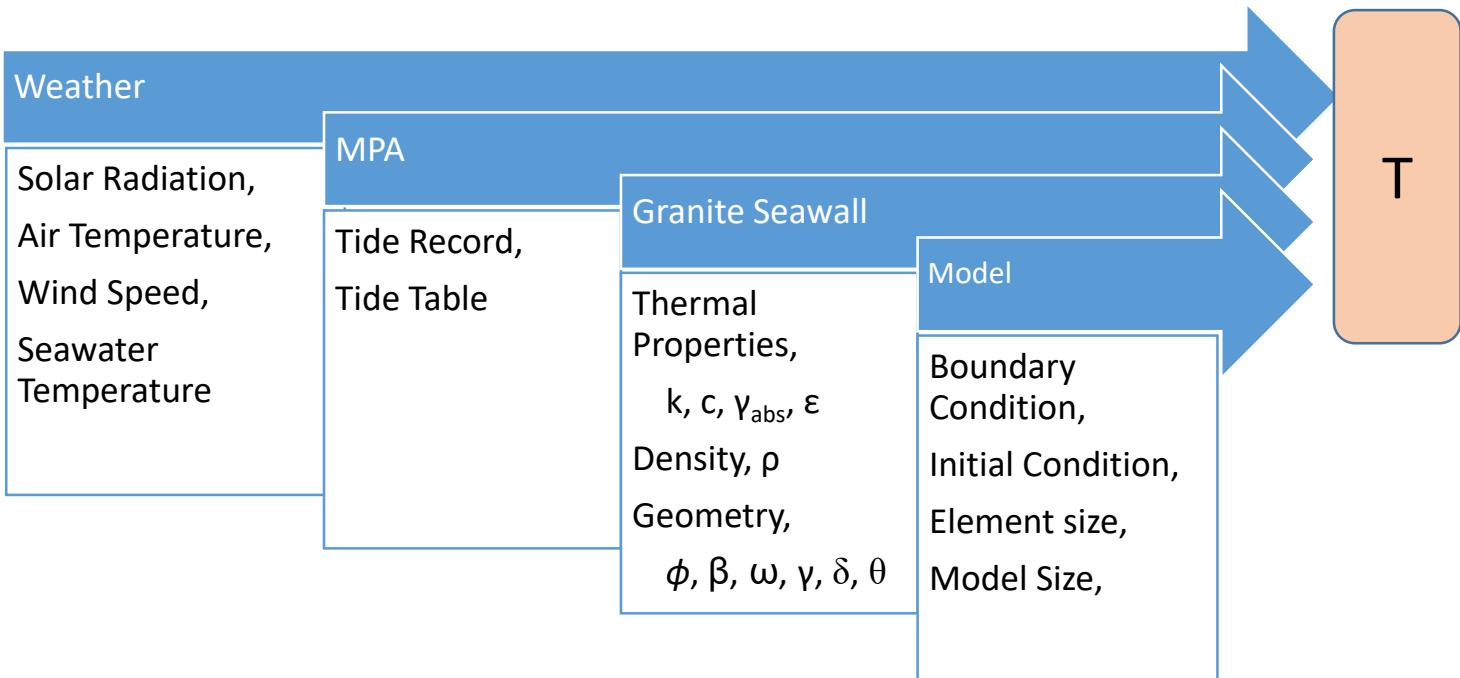 Weather
Solar Radiation,
Air Temperature,
Wind Speed,
Seawater
Temperature
MPA
Tide Record,
Tide Table
Granite Seawall
Thermal
Properties,
k, c, γabs, ε
Density, ρ
Geometry,
ϕ, β, ω, γ, δ, θ
Model
Boundary
Condition,
Initial Condition,
Element size,
Model Size,
T